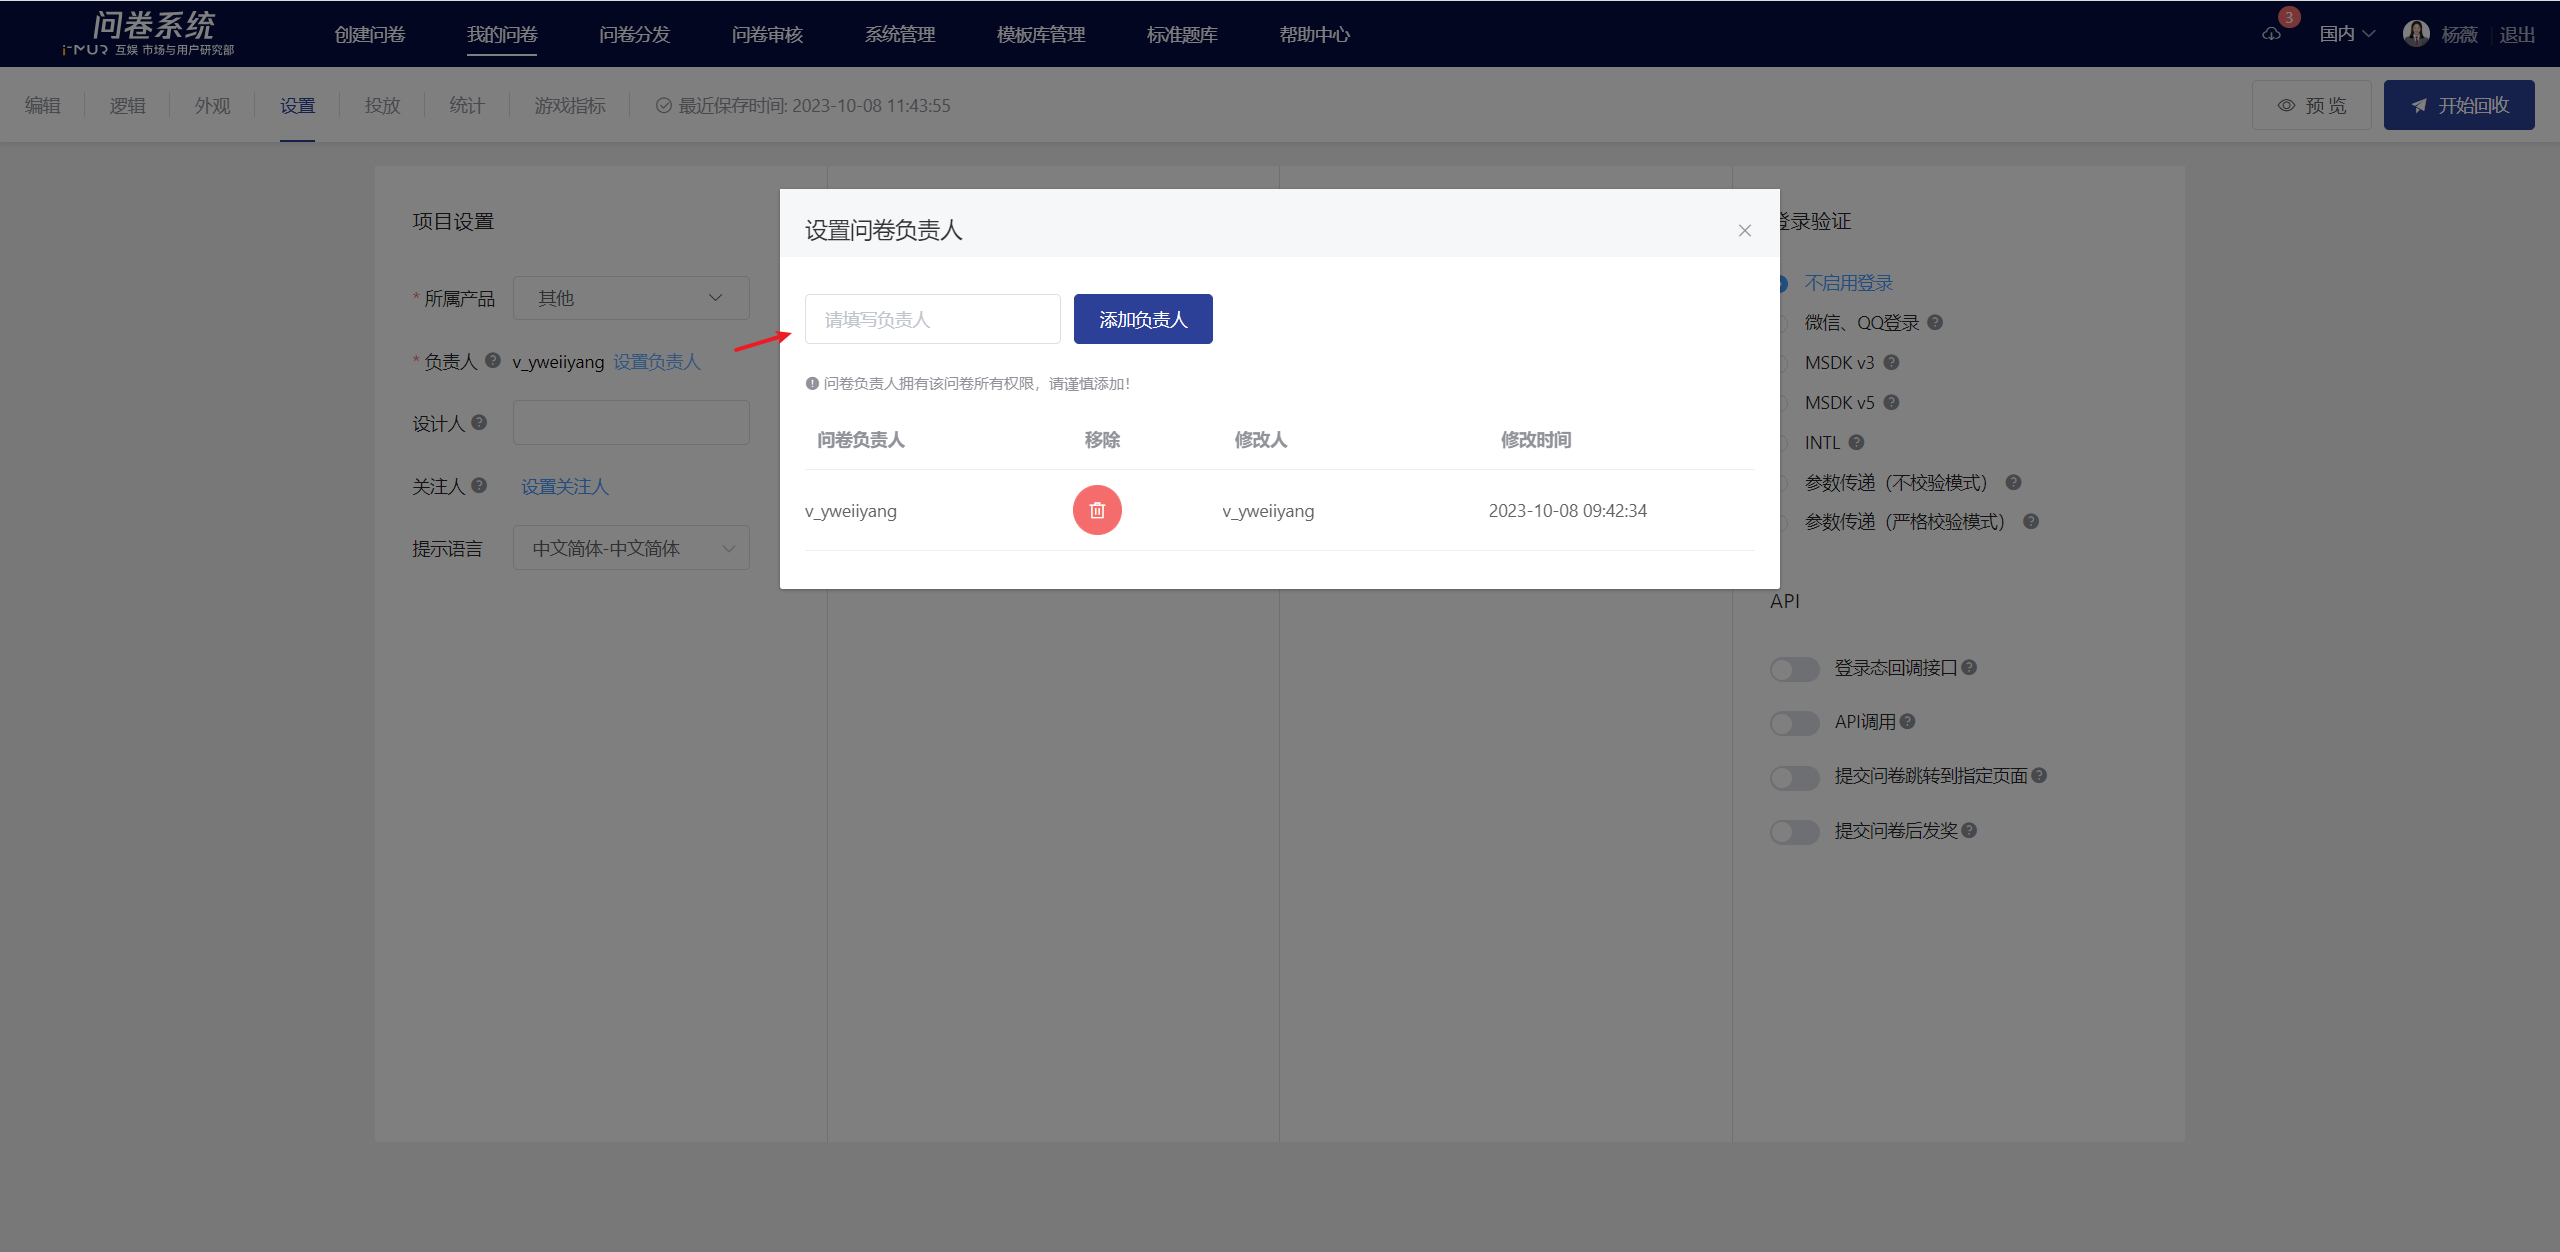 问卷系统
i-MUR 互娱 市场与用户研究部
创建问卷
我的问卷
问卷分发
问卷审核
系统管理
模板库管理
标准题库
帮助中心
3
国内
杨薇
退出
编辑
逻辑
外观
设置
投放
统计
游戏指标
最近保存时间: 2023-10-08 11:43:55
预 览
开始回收
项目设置
* 所属产品
其他
* 负责人 ? v_yweiiyang 设置负责人
设计人 ?
关注人 ? 设置关注人
提示语言
中文简体-中文简体
设置问卷负责人
请填写负责人
添加负责人
问卷负责人拥有该问卷所有权限，请谨慎添加！
问卷负责人 移除 修改人 修改时间
v_yweiiyang v_yweiiyang 2023-10-08 09:42:34
登录验证
不启用登录
微信、QQ登录 ?
MSDK v3 ?
MSDK v5 ?
INTL ?
参数传递（不校验模式） ?
参数传递（严格校验模式） ?
API
登录态回调接口 ?
API调用 ?
提交问卷跳转到指定页面 ?
提交问卷后发奖 ?